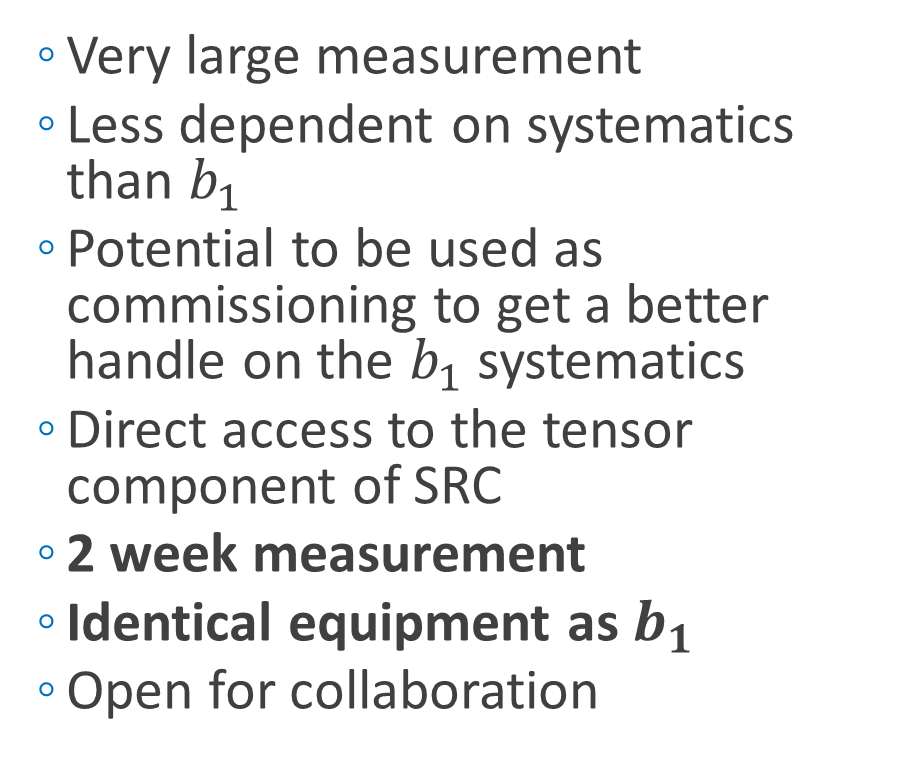 ◦ Very large measurement
◦ Less dependent on systematics
than b₁
◦ Potential to be used as
commissioning to get a better
handle on the b₁ systematics
◦ Direct access to the tensor
component of SRC
◦ 2 week measurement
◦ Identical equipment as b₁
◦ Open for collaboration